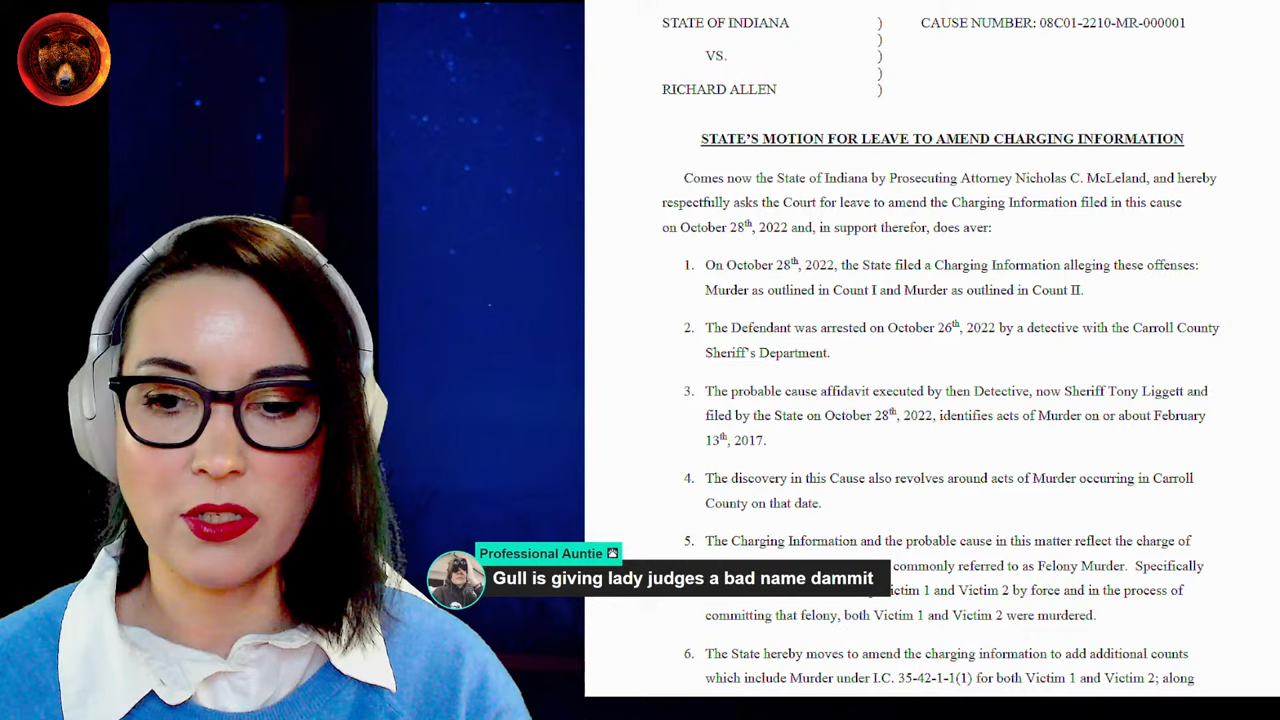 STATE OF INDIANA ) CAUSE NUMBER: 08C01-2210-MR-000001
)
VS. )
)
RICHARD ALLEN )
STATE'S MOTION FOR LEAVE TO AMEND CHARGING INFORMATION
Comes now the State of Indiana by Prosecuting Attorney Nicholas C. McLeland, and hereby
respectfully asks the Court for leave to amend the Charging Information filed in this cause
on October 28th, 2022 and, in support therefor, does aver:
1. On October 28th, 2022, the State filed a Charging Information alleging these offenses:
Murder as outlined in Count I and Murder as outlined in Count II.
2. The Defendant was arrested on October 26th, 2022 by a detective with the Carroll County
Sheriff's Department.
3. The probable cause affidavit executed by then Detective, now Sheriff Tony Liggett and
filed by the State on October 28th, 2022, identifies acts of Murder on or about February
13th, 2017.
4. The discovery in this Cause also revolves around acts of Murder occurring in Carroll
County on that date.
5. The Charging Information and the probable cause in this matter reflect the charge of
commonly referred to as Felony Murder. Specifically
Victim 1 and Victim 2 by force and in the process of
committing that felony, both Victim 1 and Victim 2 were murdered.
6. The State hereby moves to amend the charging information to add additional counts
which include Murder under I.C. 35-42-1-1(1) for both Victim 1 and Victim 2; along
Professional Auntie
Gull is giving lady judges a bad name dammit